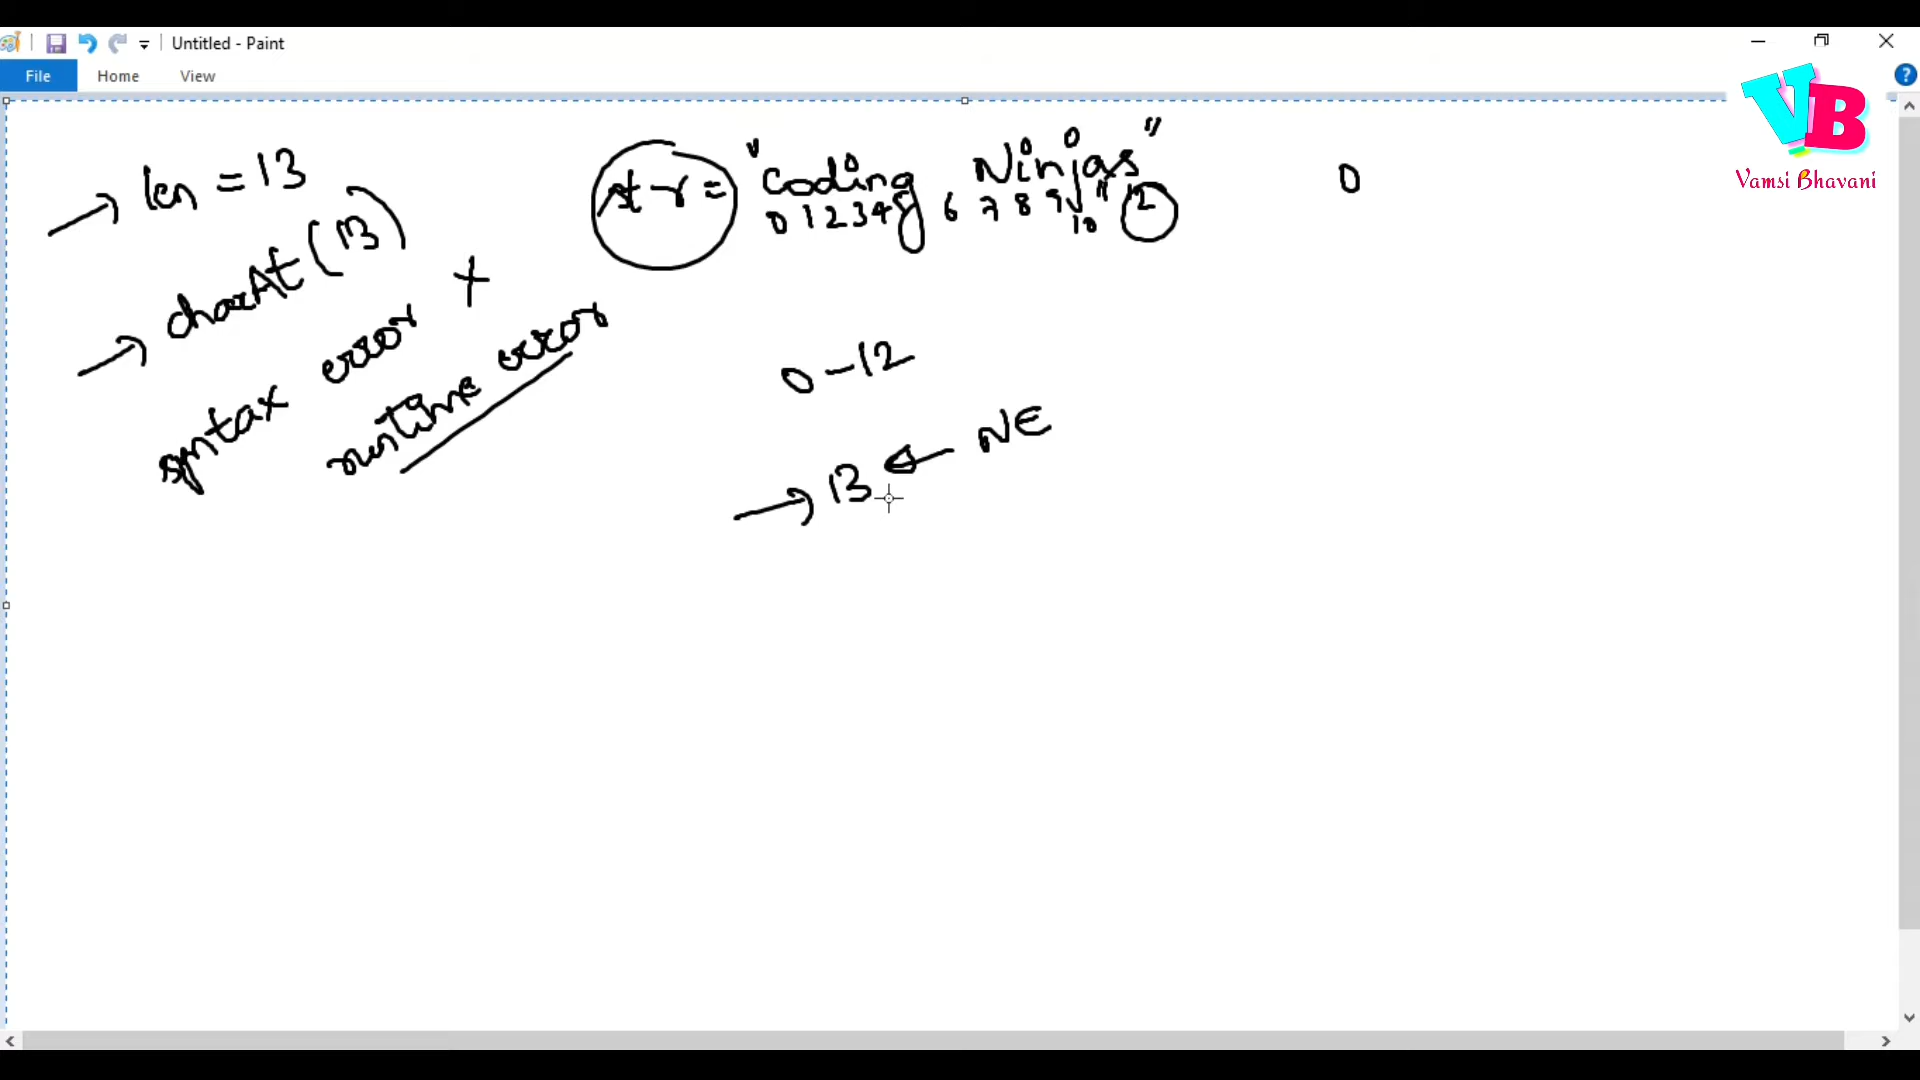 Untitled - Paint
File Home View
VB
Vamsi Bhavani
len = 13
str = "Coding Ninjas"
0 1 2 3 4 6 7 8 9 10 11 12
0
charAt(13)
syntax error X
runtime error
0-12
13 NE